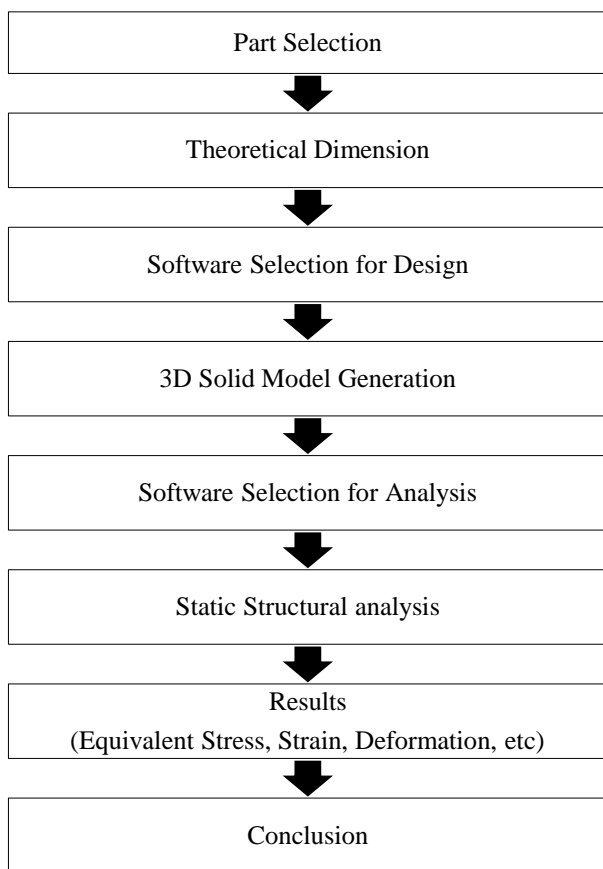 Part Selection
Theoretical Dimension
Software Selection for Design
3D Solid Model Generation
Software Selection for Analysis
Static Structural analysis
Results
(Equivalent Stress, Strain, Deformation, etc)
Conclusion